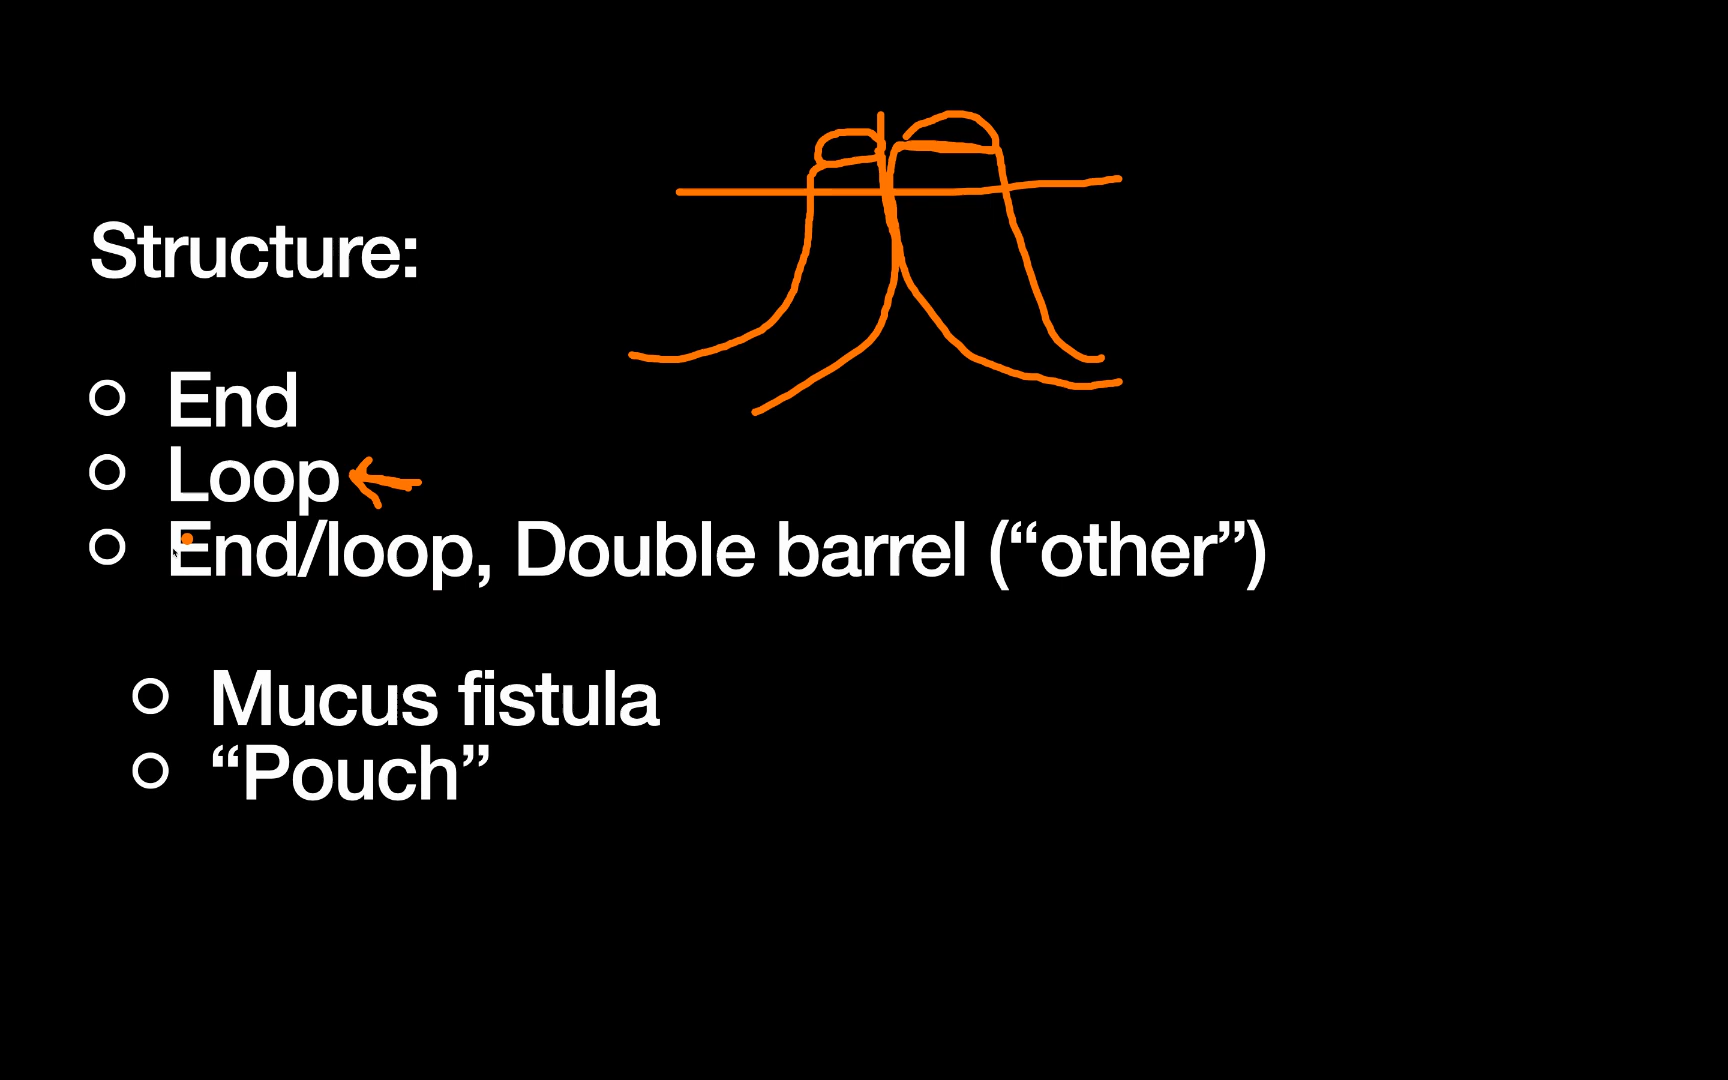 Structure:
End
Loop
End/loop, Double barrel (“other”)
Mucus fistula
“Pouch”